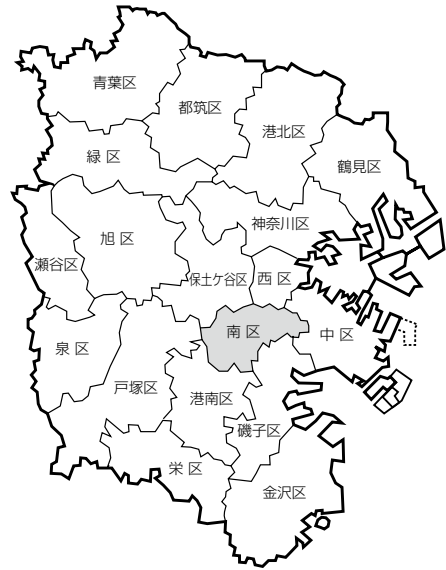 青葉区
都筑区
港北区
緑 区
鶴見区
神奈川区
旭 区
瀬谷区
保土ケ谷区
西 区
南 区
中 区
泉 区
戸塚区
港南区
磯子区
栄 区
金沢区